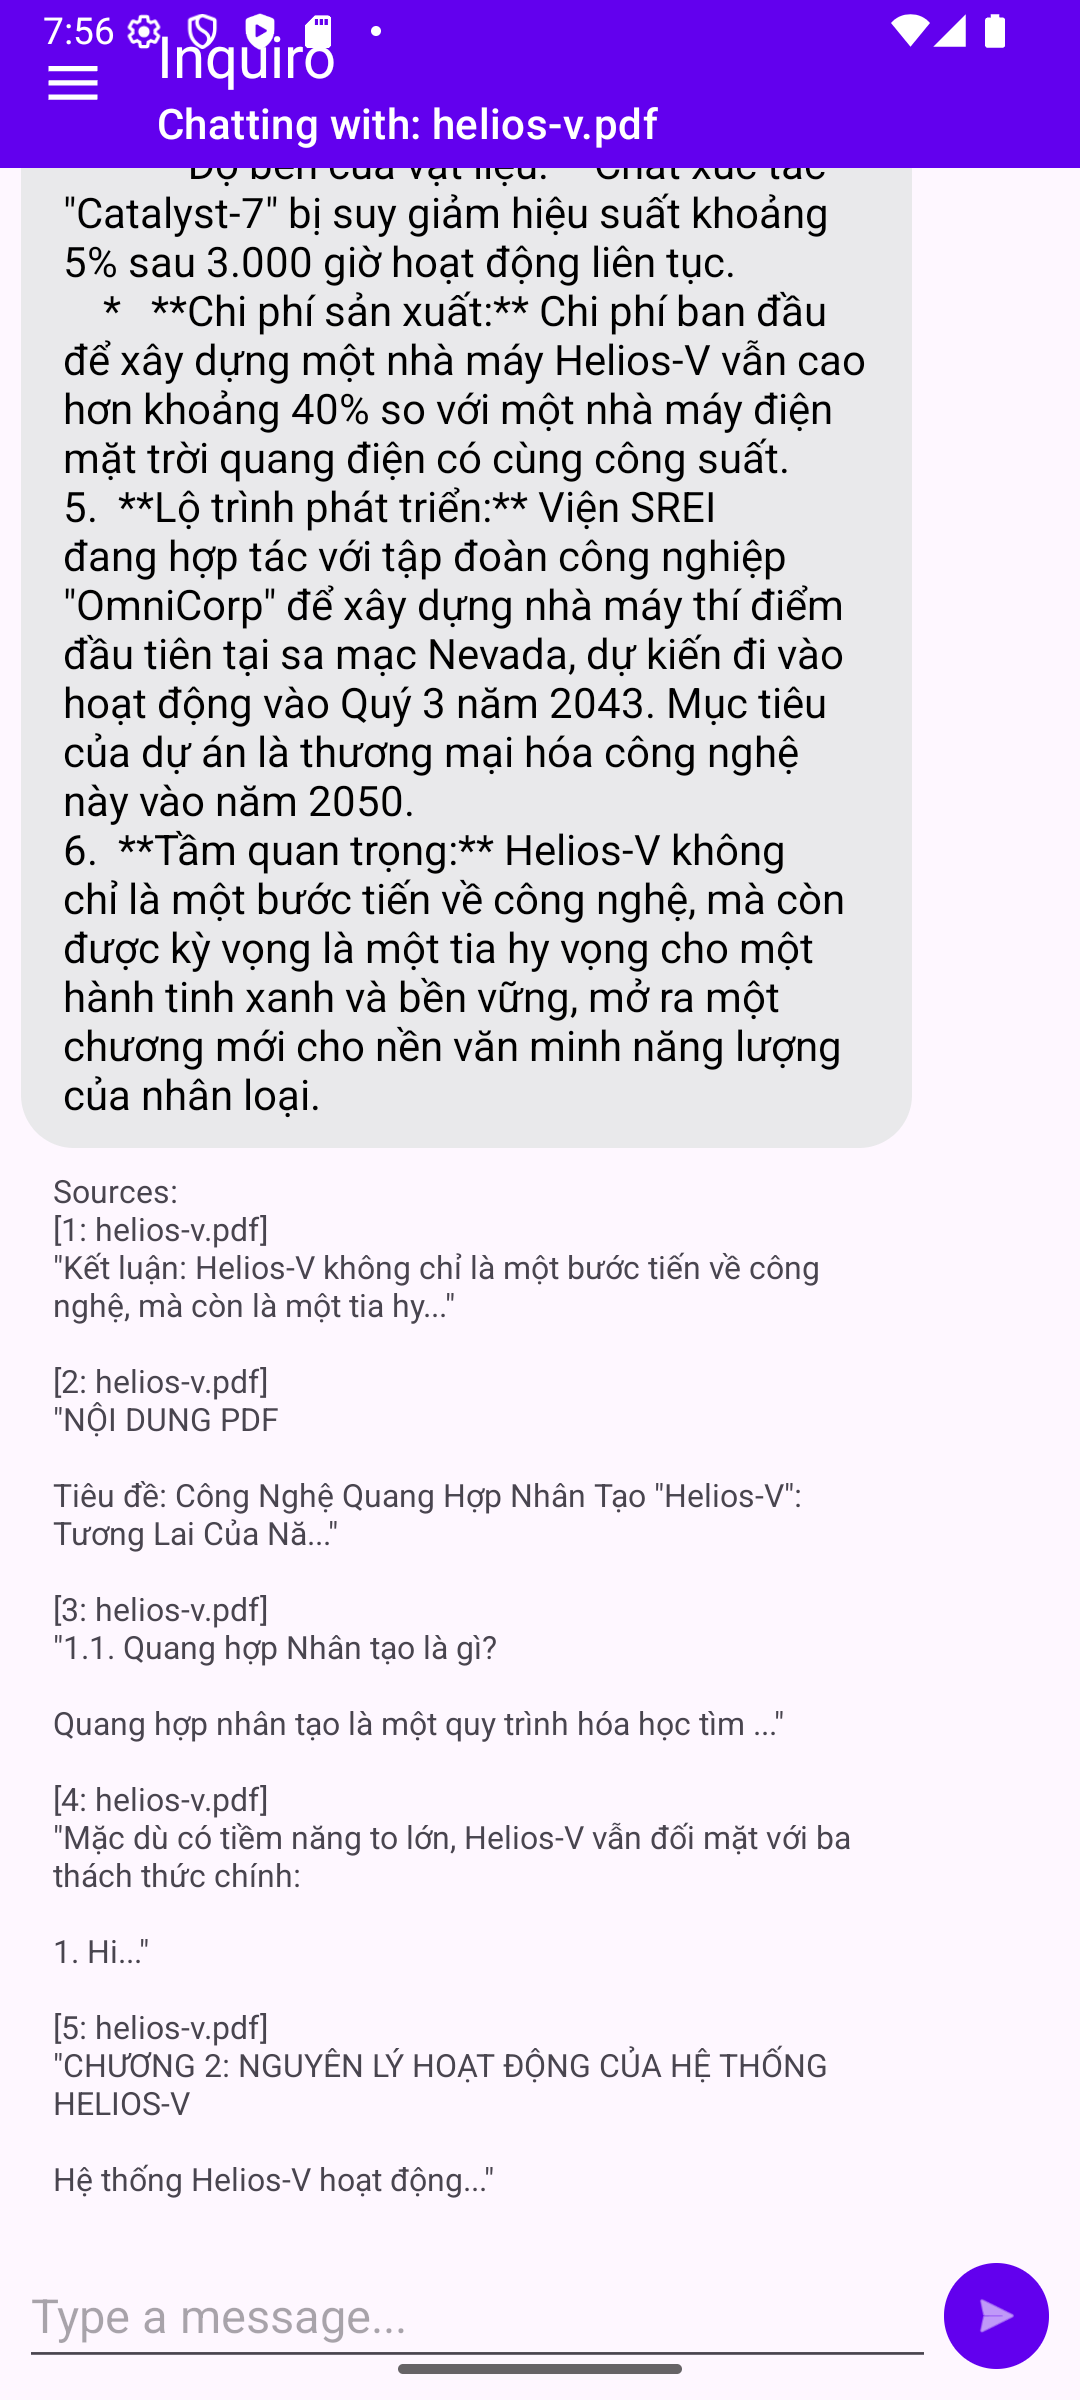 7:56
Inquiro
Chatting with: helios-v.pdf
Độ bền của vật liệu:** Chất xúc tác
"Catalyst-7" bị suy giảm hiệu suất khoảng
5% sau 3.000 giờ hoạt động liên tục.
* **Chi phí sản xuất:** Chi phí ban đầu
để xây dựng một nhà máy Helios-V vẫn cao
hơn khoảng 40% so với một nhà máy điện
mặt trời quang điện có cùng công suất.
5. **Lộ trình phát triển:** Viện SREI
đang hợp tác với tập đoàn công nghiệp
"OmniCorp" để xây dựng nhà máy thí điểm
đầu tiên tại sa mạc Nevada, dự kiến đi vào
hoạt động vào Quý 3 năm 2043. Mục tiêu
của dự án là thương mại hóa công nghệ
này vào năm 2050.
6. **Tầm quan trọng:** Helios-V không
chỉ là một bước tiến về công nghệ, mà còn
được kỳ vọng là một tia hy vọng cho một
hành tinh xanh và bền vững, mở ra một
chương mới cho nền văn minh năng lượng
của nhân loại.
Sources:
[1: helios-v.pdf]
"Kết luận: Helios-V không chỉ là một bước tiến về công
nghệ, mà còn là một tia hy..."
[2: helios-v.pdf]
"NỘI DUNG PDF
Tiêu đề: Công Nghệ Quang Hợp Nhân Tạo "Helios-V":
Tương Lai Của Nă..."
[3: helios-v.pdf]
"1.1. Quang hợp Nhân tạo là gì?
Quang hợp nhân tạo là một quy trình hóa học tìm ..."
[4: helios-v.pdf]
"Mặc dù có tiềm năng to lớn, Helios-V vẫn đối mặt với ba
thách thức chính:
1. Hi..."
[5: helios-v.pdf]
"CHƯƠNG 2: NGUYÊN LÝ HOẠT ĐỘNG CỦA HỆ THỐNG
HELIOS-V
Hệ thống Helios-V hoạt động..."
Type a message...